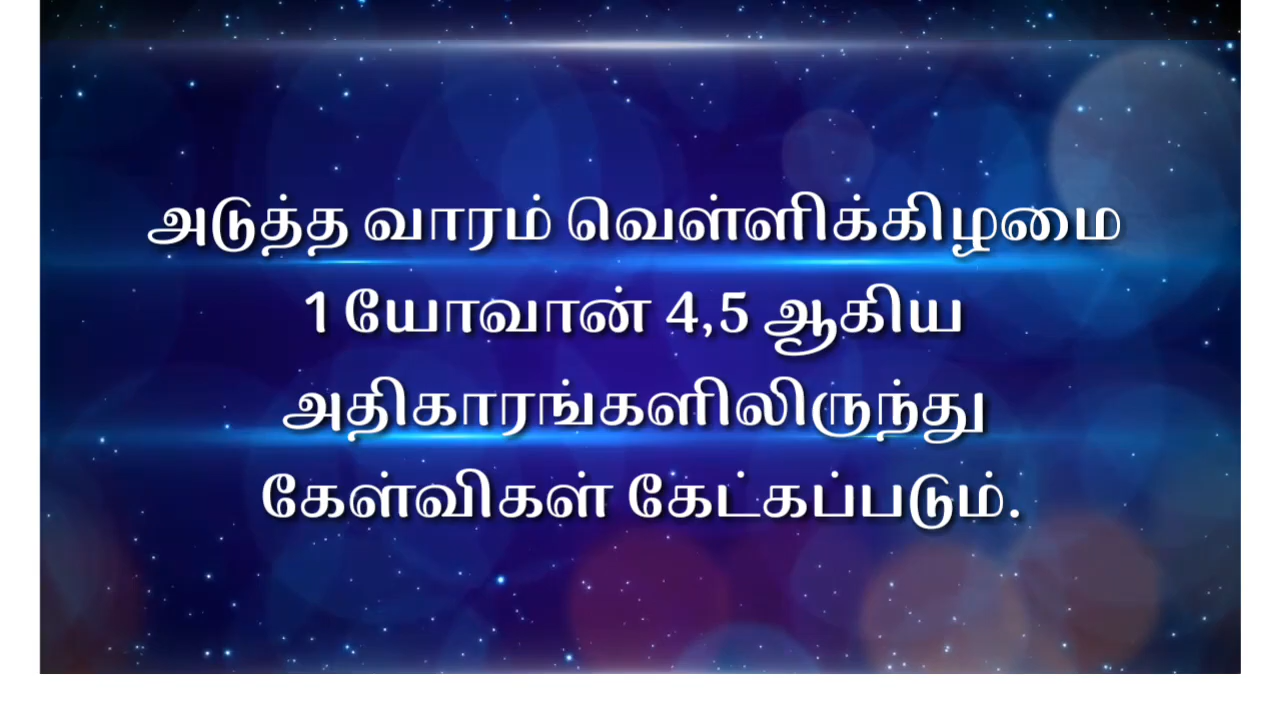 அடுத்த வாரம் வெள்ளிக்கிழமை
1 யோவான் 4,5 ஆகிய
அதிகாரங்களிலிருந்து
கேள்விகள் கேட்கப்படும்.